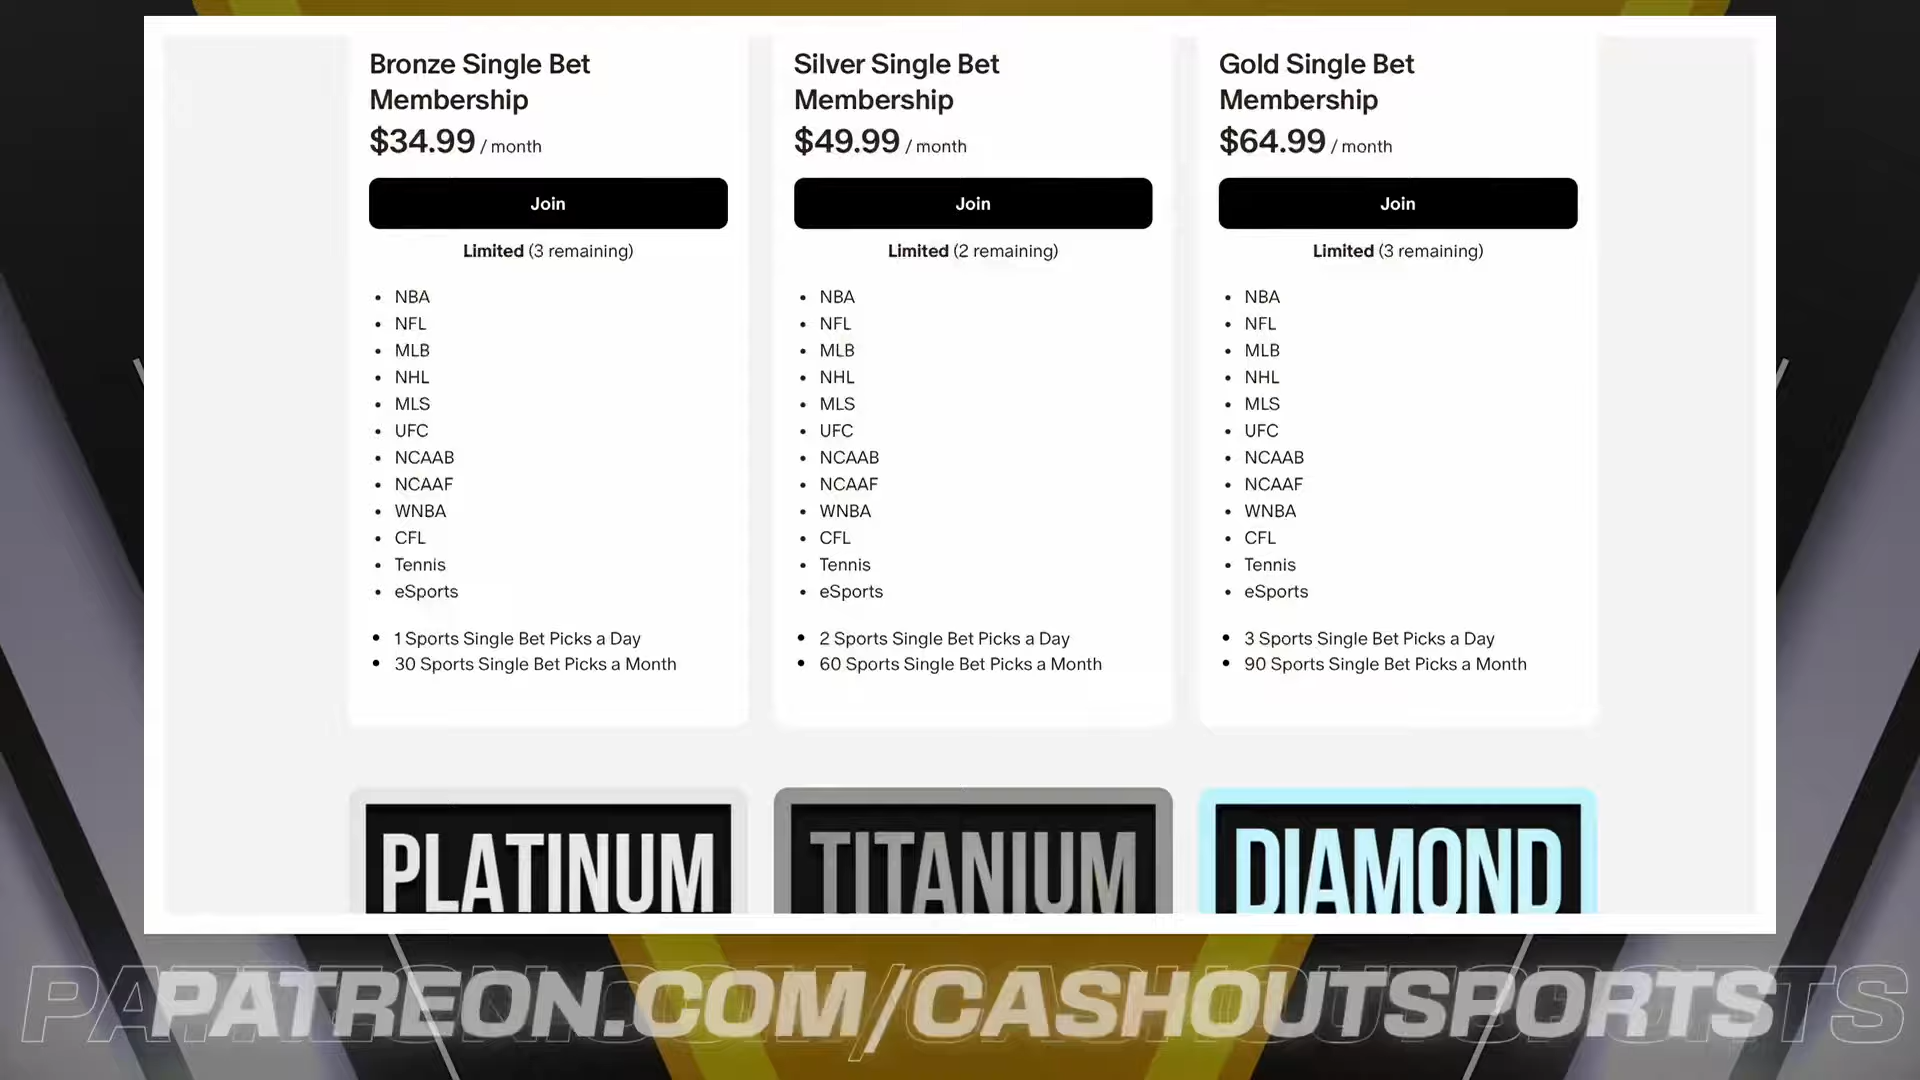 Bronze Single Bet
Membership
$34.99 / month
Join
Limited (3 remaining)
• NBA
• NFL
• MLB
• NHL
• MLS
• UFC
• NCAAB
• NCAAF
• WNBA
• CFL
• Tennis
• eSports
• 1 Sports Single Bet Picks a Day
• 30 Sports Single Bet Picks a Month
Silver Single Bet
Membership
$49.99 / month
Join
Limited (2 remaining)
• NBA
• NFL
• MLB
• NHL
• MLS
• UFC
• NCAAB
• NCAAF
• WNBA
• CFL
• Tennis
• eSports
• 2 Sports Single Bet Picks a Day
• 60 Sports Single Bet Picks a Month
Gold Single Bet
Membership
$64.99 / month
Join
Limited (3 remaining)
• NBA
• NFL
• MLB
• NHL
• MLS
• UFC
• NCAAB
• NCAAF
• WNBA
• CFL
• Tennis
• eSports
• 3 Sports Single Bet Picks a Day
• 90 Sports Single Bet Picks a Month
PLATINUM
TITANIUM
DIAMOND
PATREON.COM/CASHOUTSPORTS